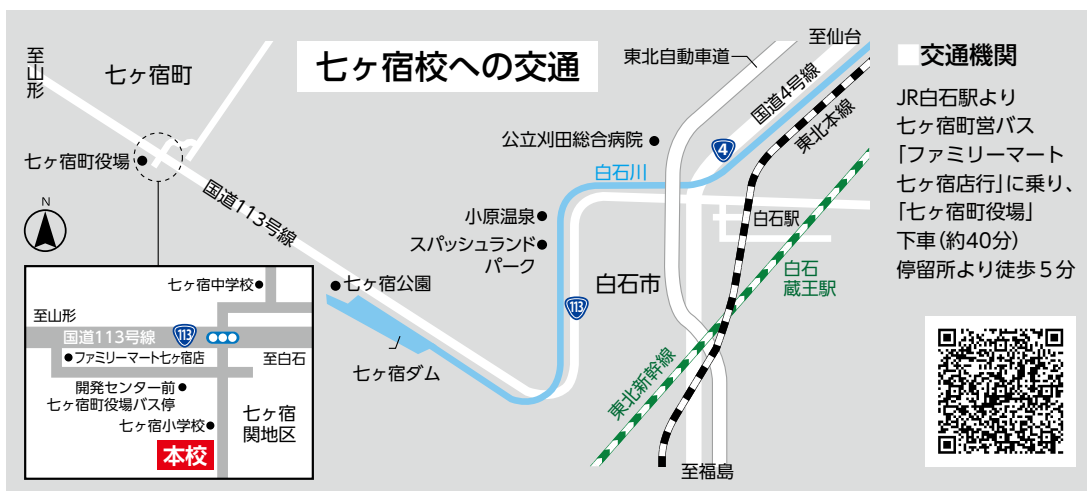 七ヶ宿校への交通
至山形
七ヶ宿町
七ヶ宿町役場
国道113号線
N
東北自動車道
至仙台
国道4号線
東北本線
4
公立刈田総合病院
白石川
小原温泉
スパッシュランド
パーク
白石駅
白石市
白石
蔵王駅
113
七ヶ宿公園
七ヶ宿ダム
東北新幹線
至福島
七ヶ宿中学校
至山形
国道113号線
113
ファミリーマート七ヶ宿店
至白石
開発センター前
七ヶ宿町役場バス停
七ヶ宿小学校
七ヶ宿
関地区
本校
■交通機関
JR白石駅より
七ヶ宿町営バス
「ファミリーマート
七ヶ宿店行」に乗り、
「七ヶ宿町役場」
下車（約40分）
停留所より徒歩5分